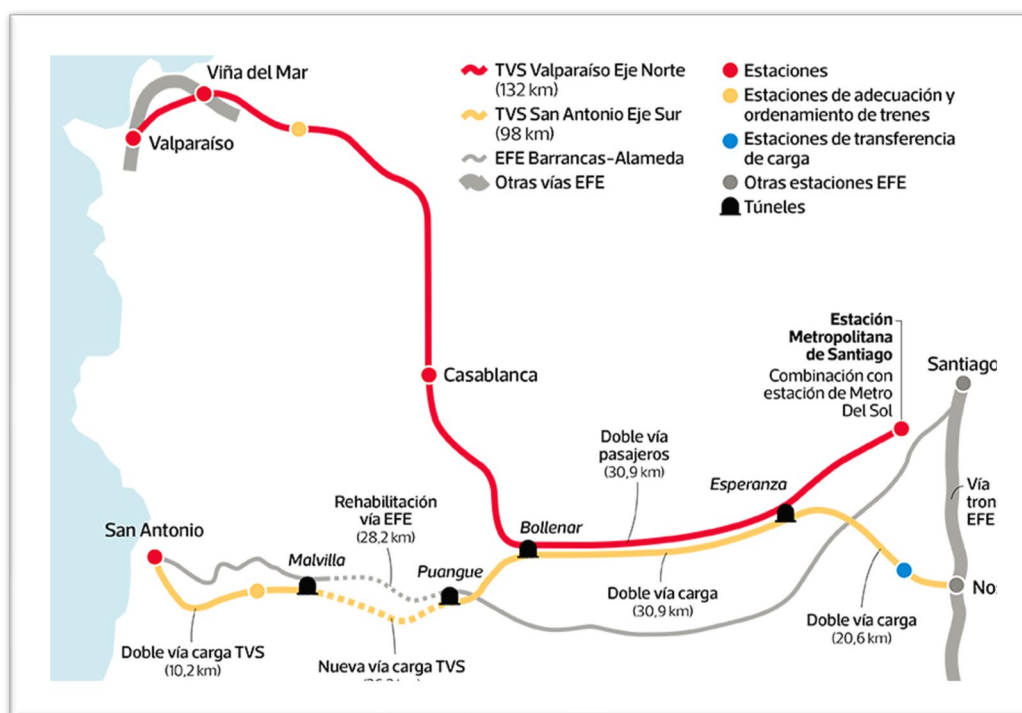 Viña del Mar
Valparaíso
TVS Valparaíso Eje Norte
(132 km)
TVS San Antonio Eje Sur
(98 km)
EFE Barrancas-Alameda
Otras vías EFE
Estaciones
Estaciones de adecuación y
ordenamiento de trenes
Estaciones de transferencia
de carga
Otras estaciones EFE
Túneles
Casablanca
Estación
Metropolitana
de Santiago
Combinación con
estación de Metro
Del Sol
Santiago
Doble vía
pasajeros
(30,9 km)
Esperanza
Vía
tron
EFE
Rehabilitación
vía EFE
(28,2 km)
Bollenar
San Antonio
Malvilla
Puangue
Doble vía carga
(30,9 km)
No
Doble vía carga
(20,6 km)
Doble vía carga TVS
(10,2 km)
Nueva vía carga TVS